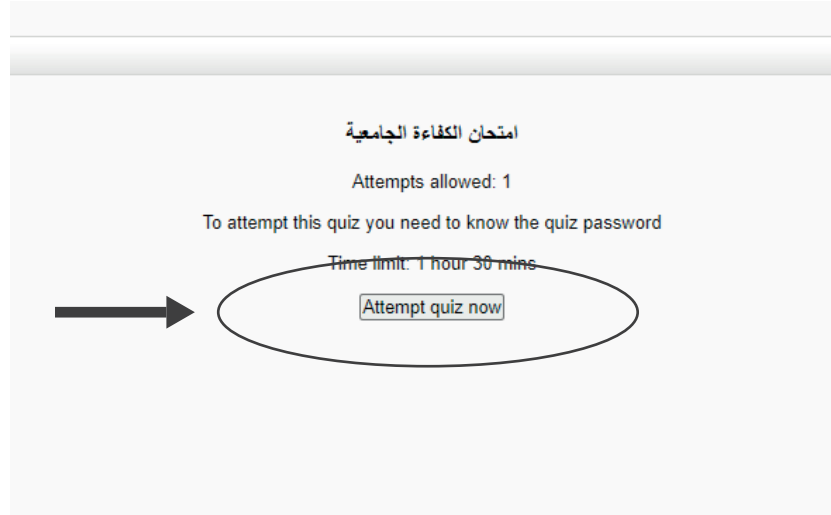 امتحان الكفاءة الجامعية
Attempts allowed: 1
To attempt this quiz you need to know the quiz password
Time limit: 1 hour 30 mins
Attempt quiz now